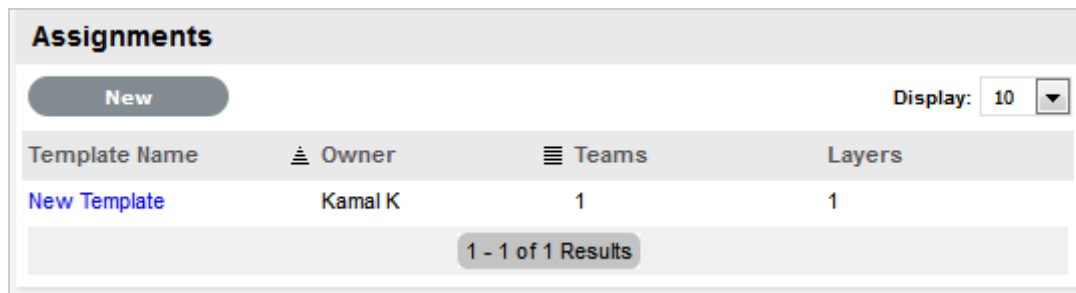 Assignments
New Display: 10
Template Name Owner Teams Layers
New Template Kamal K 1 1
1 - 1 of 1 Results